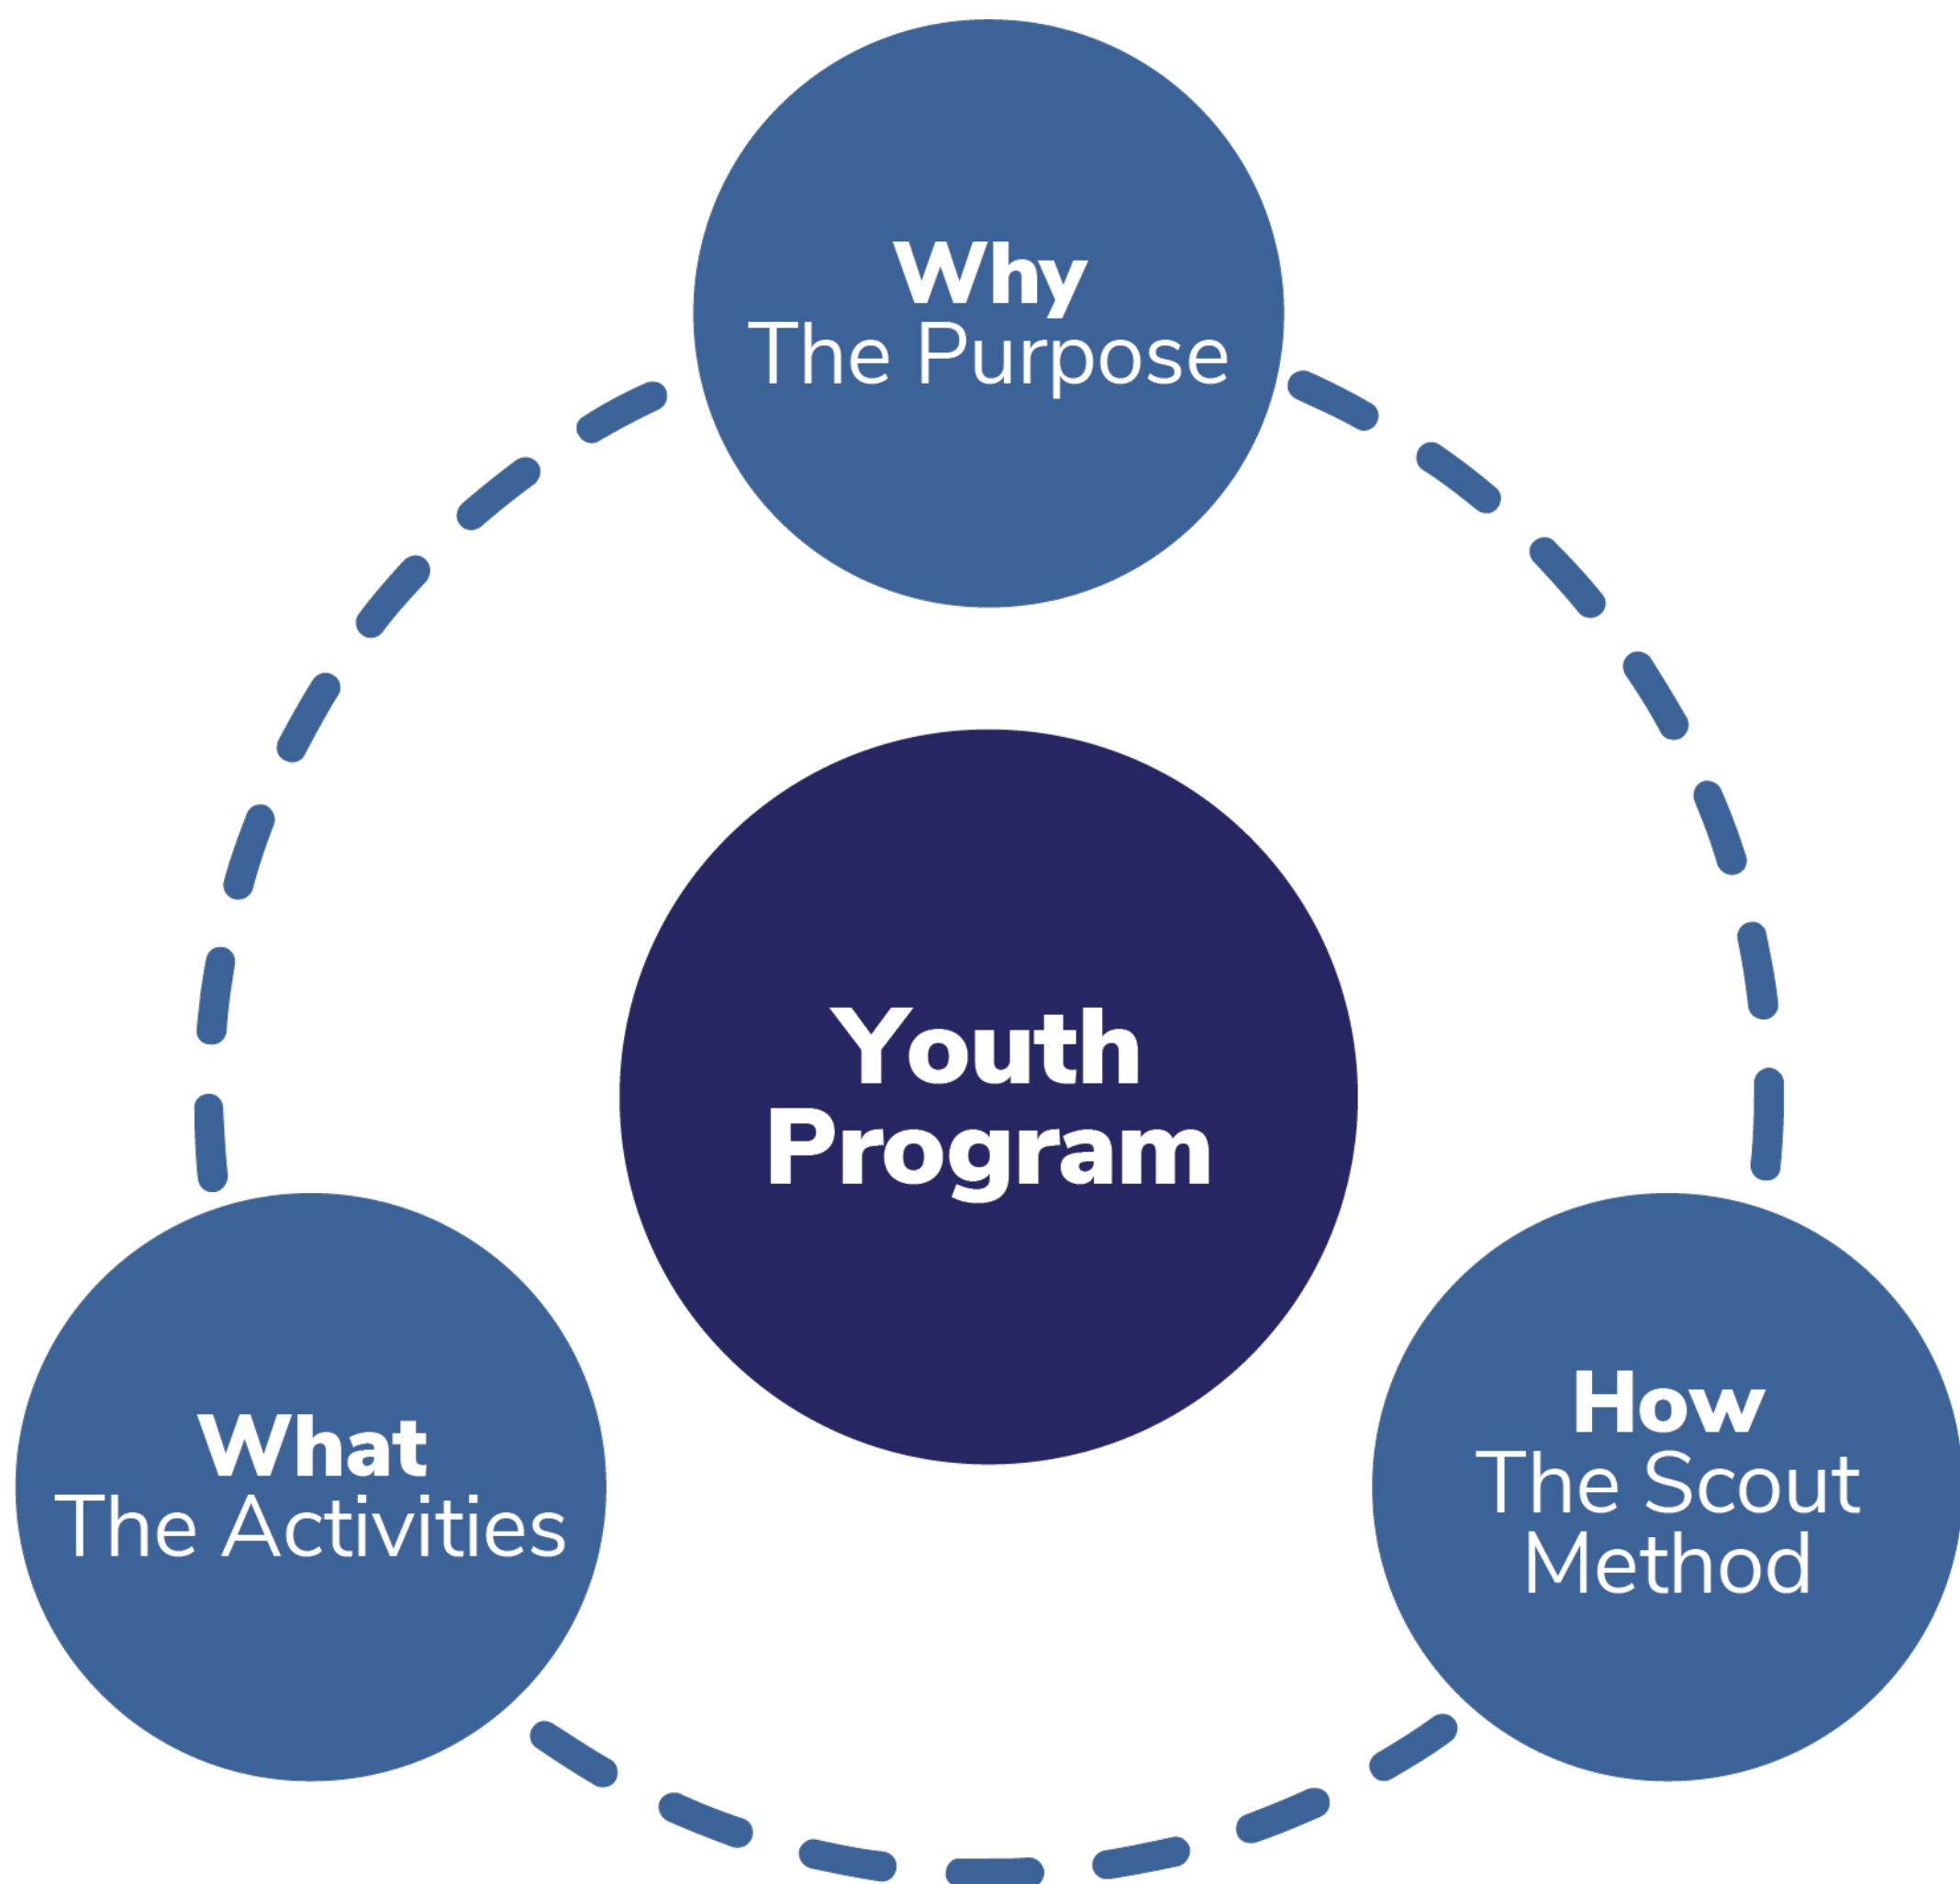 Why
The Purpose
Youth
Program
What
The Activities
How
The Scout
Method